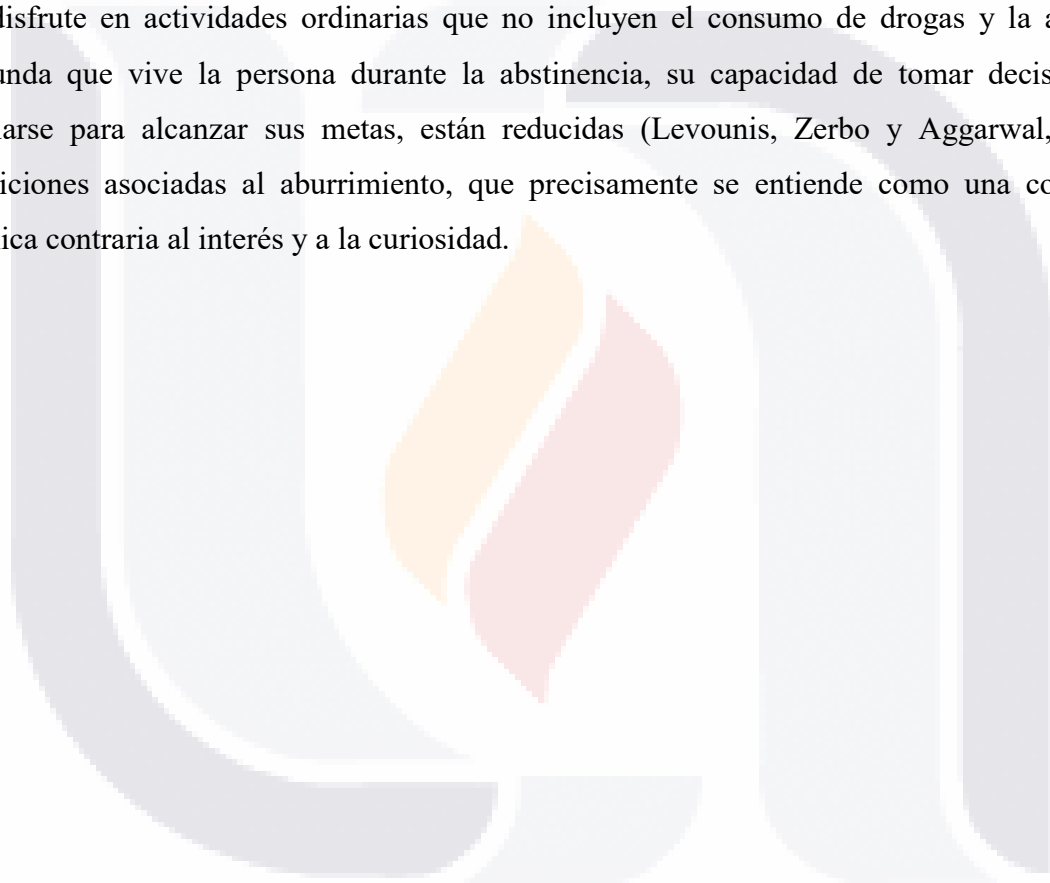 disfrute en actividades ordinarias que no incluyen el consumo de drogas y la a
unda que vive la persona durante la abstinencia, su capacidad de tomar decis
arse para alcanzar sus metas, están reducidas (Levounis, Zerbo y Aggarwal,
iciones asociadas al aburrimiento, que precisamente se entiende como una co
ica contraria al interés y a la curiosidad.